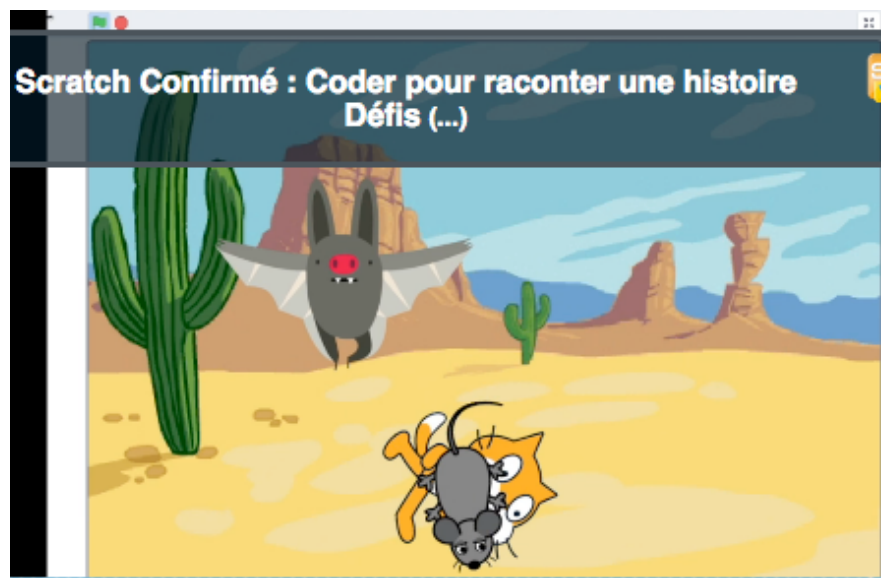 Scratch Confirmé : Coder pour raconter une histoire
Défis (...)